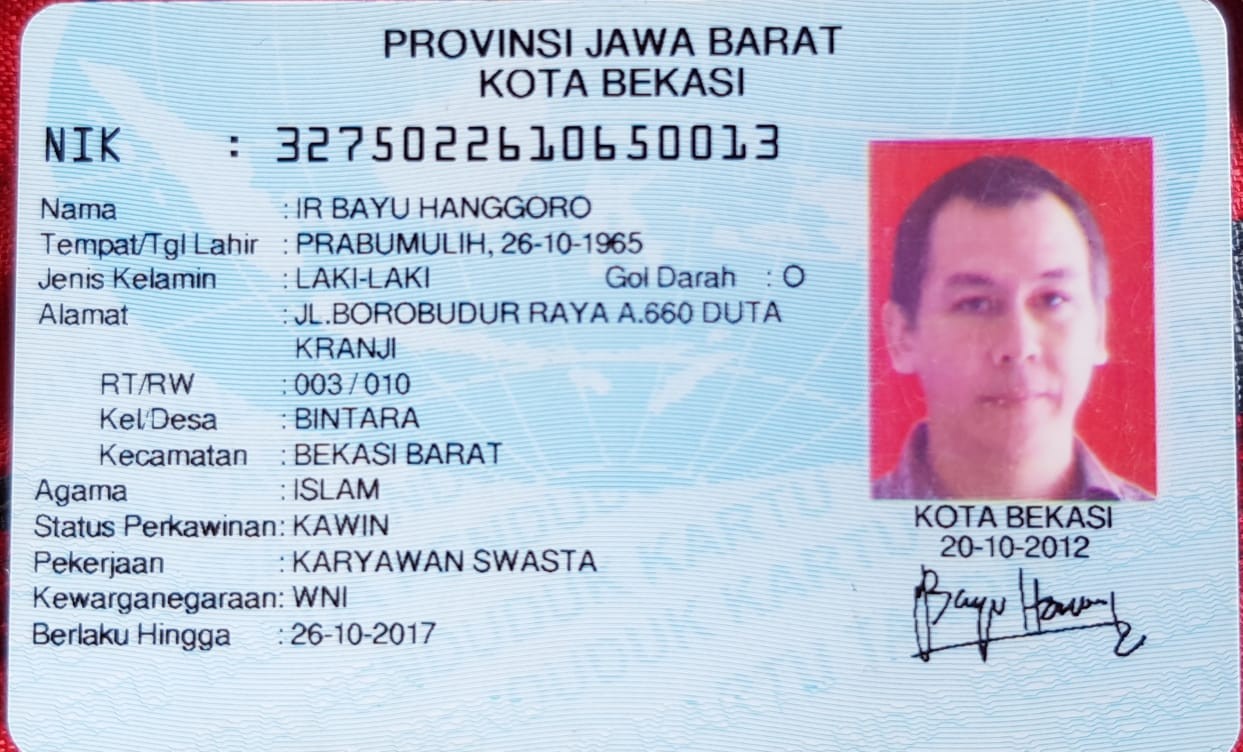 PROVINSI JAWA BARAT
KOTA BEKASI
NIK : 3275022610650013
Nama : IR BAYU HANGGORO
Tempat/Tgl Lahir : PRABUMULIH, 26-10-1965
Jenis Kelamin : LAKI-LAKI Gol Darah : O
Alamat : JL.BOROBUDUR RAYA A.660 DUTA
KRANJI
RT/RW : 003 / 010
Kel/Desa : BINTARA
Kecamatan : BEKASI BARAT
Agama : ISLAM
Status Perkawinan: KAWIN
Pekerjaan : KARYAWAN SWASTA
Kewarganegaraan: WNI
Berlaku Hingga : 26-10-2017
KOTA BEKASI
20-10-2012
Bayu